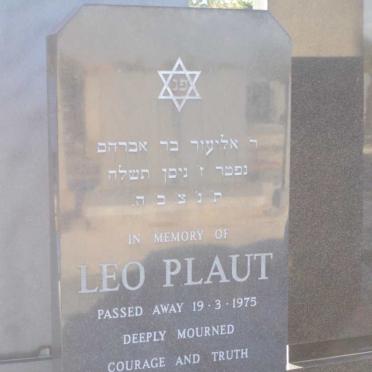 פנ
ר אליעזר בר אברהם
נפטר ז ניסן תשלה
ת נ צ ב ה
IN MEMORY OF
LEO PLAUT
PASSED AWAY 19·3·1975
DEEPLY MOURNED
COURAGE AND TRUTH